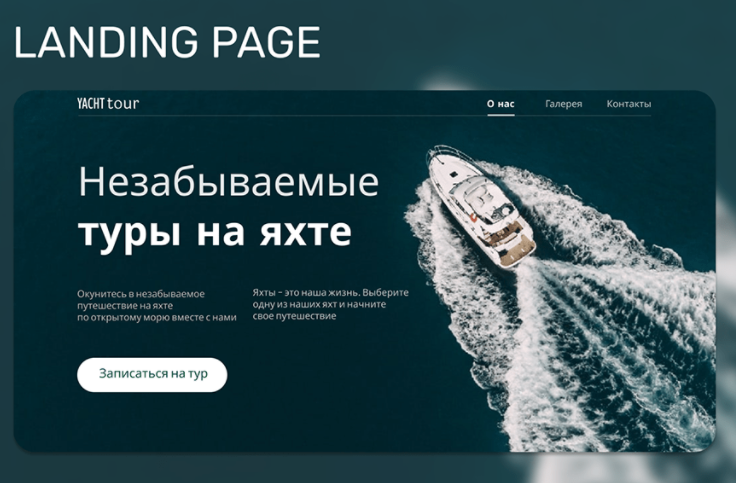 LANDING PAGE
YACHT tour
О нас
Галерея
Контакты
Незабываемые
туры на яхте
Окунитесь в незабываемое
путешествие на яхте
по открытому морю вместе с нами
Яхты - это наша жизнь. Выберите
одну из наших яхт и начните
свое путешествие
Записаться на тур